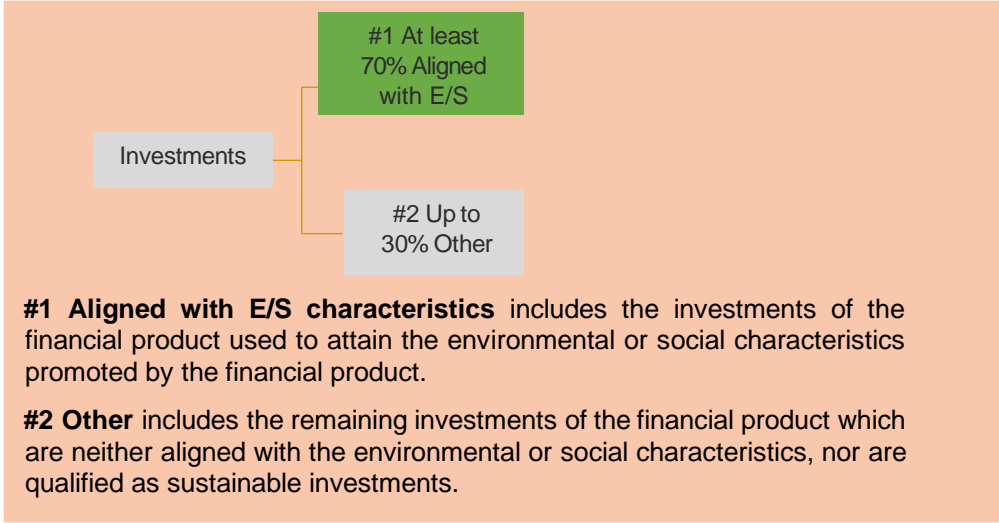 #1 At least
70% Aligned
with E/S
Investments
#2 Up to
30% Other
#1 Aligned with E/S characteristics includes the investments of the
financial product used to attain the environmental or social characteristics
promoted by the financial product.
#2 Other includes the remaining investments of the financial product which
are neither aligned with the environmental or social characteristics, nor are
qualified as sustainable investments.